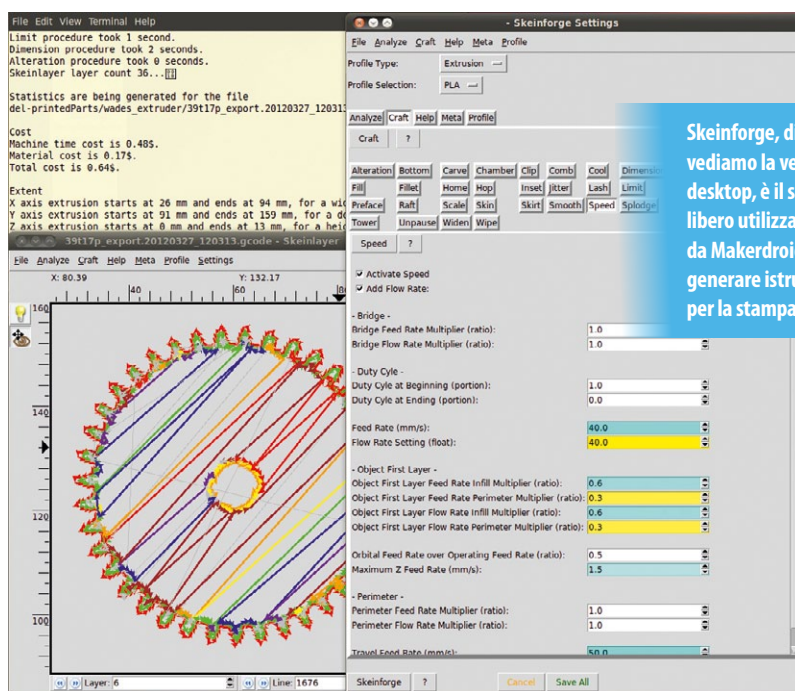 File Edit View Terminal Help
Limit procedure took 1 second.
Dimension procedure took 2 seconds.
Alteration procedure took 0 seconds.
Skeinlayer layer count 36...
Statistics are being generated for the file
del-printedParts/wades_extruder/39t17p_export.20120327_12031
Cost
Machine time cost is 0.48$.
Material cost is 0.17$.
Total cost is 0.64$.
Extent
X axis extrusion starts at 26 mm and ends at 94 mm, for a wi
Y axis extrusion starts at 91 mm and ends at 159 mm, for a d
Z axis extrusion starts at 0 mm and ends at 13 mm, for a hei
39t17p_export.20120327_120313.gcode - Skeinlayer
File Analyze Craft Help Meta Profile Settings
X: 80.39 Y: 132.17
40 60 80
160
140
120
100
Layer: 6 Line: 1676
- Skeinforge Settings
File Analyze Craft Help Meta Profile
Profile Type: Extrusion
Profile Selection: PLA
Analyze Craft Help Meta Profile
Craft ?
Alteration Bottom Carve Chamber Clip Comb Cool Dimension
Fill Fillet Home Hop Inset Jitter Lash Limit
Preface Raft Scale Skin Skirt Smooth Speed Splodge
Tower Unpause Widen Wipe
Speed ?
Activate Speed
Add Flow Rate:
- Bridge -
Bridge Feed Rate Multiplier (ratio): 1.0
Bridge Flow Rate Multiplier (ratio): 1.0
- Duty Cyle -
Duty Cyle at Beginning (portion): 1.0
Duty Cyle at Ending (portion): 0.0
Feed Rate (mm/s): 40.0
Flow Rate Setting (float): 40.0
- Object First Layer -
Object First Layer Feed Rate Infill Multiplier (ratio): 0.6
Object First Layer Feed Rate Perimeter Multiplier (ratio): 0.3
Object First Layer Flow Rate Infill Multiplier (ratio): 0.6
Object First Layer Flow Rate Perimeter Multiplier (ratio): 0.3
Orbital Feed Rate over Operating Feed Rate (ratio): 0.5
Maximum Z Feed Rate (mm/s): 1.5
- Perimeter -
Perimeter Feed Rate Multiplier (ratio): 1.0
Perimeter Flow Rate Multiplier (ratio): 1.0
Travel Feed Rate (mm/s): 50.0
Skeinforge ? Cancel Save All
Skeinforge, di
vediamo la ve
desktop, è il s
libero utilizza
da Makerdroi
generare istru
per la stampa